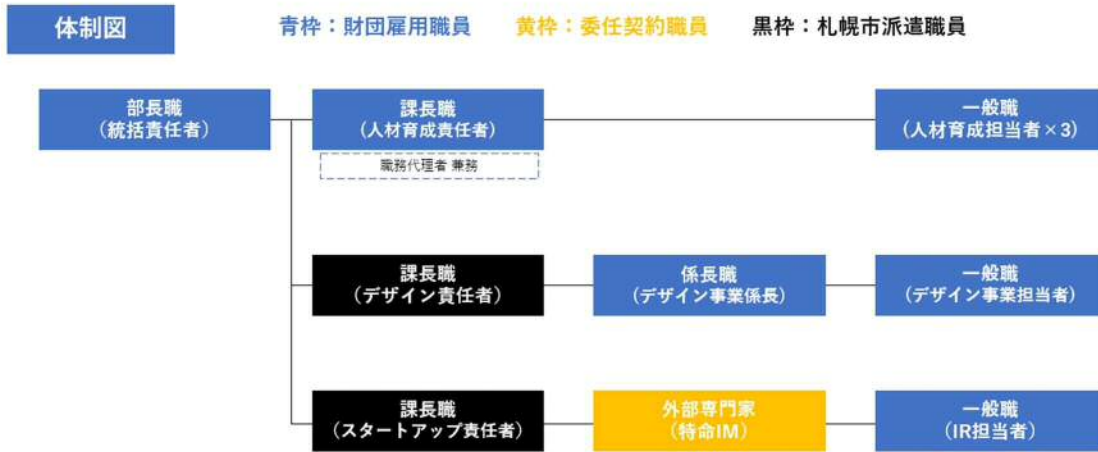 体制図
青枠：財団雇用職員 黄枠：委任契約職員 黒枠：札幌市派遣職員
部長職
（統括責任者）
課長職
（人材育成責任者）
職務代理者 兼務
一般職
（人材育成担当者×3）
課長職
（デザイン責任者）
係長職
（デザイン事業係長）
一般職
（デザイン事業担当者）
課長職
（スタートアップ責任者）
外部専門家
（特命IM）
一般職
（IR担当者）